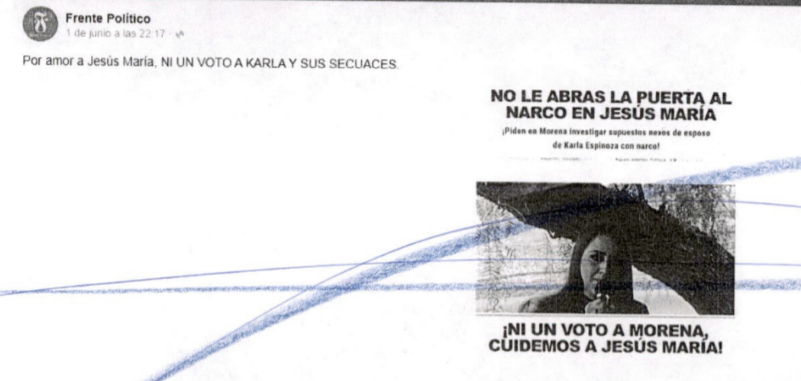 Frente Político
1 de junio a las 22:17
Por amor a Jesús María, NI UN VOTO A KARLA Y SUS SECUACES.
NO LE ABRAS LA PUERTA AL
NARCO EN JESÚS MARÍA
¡Piden en Morena investigar supuestos nexos de esposo
de Karla Espinoza con narco!
¡NI UN VOTO A MORENA,
CUIDEMOS A JESÚS MARÍA!